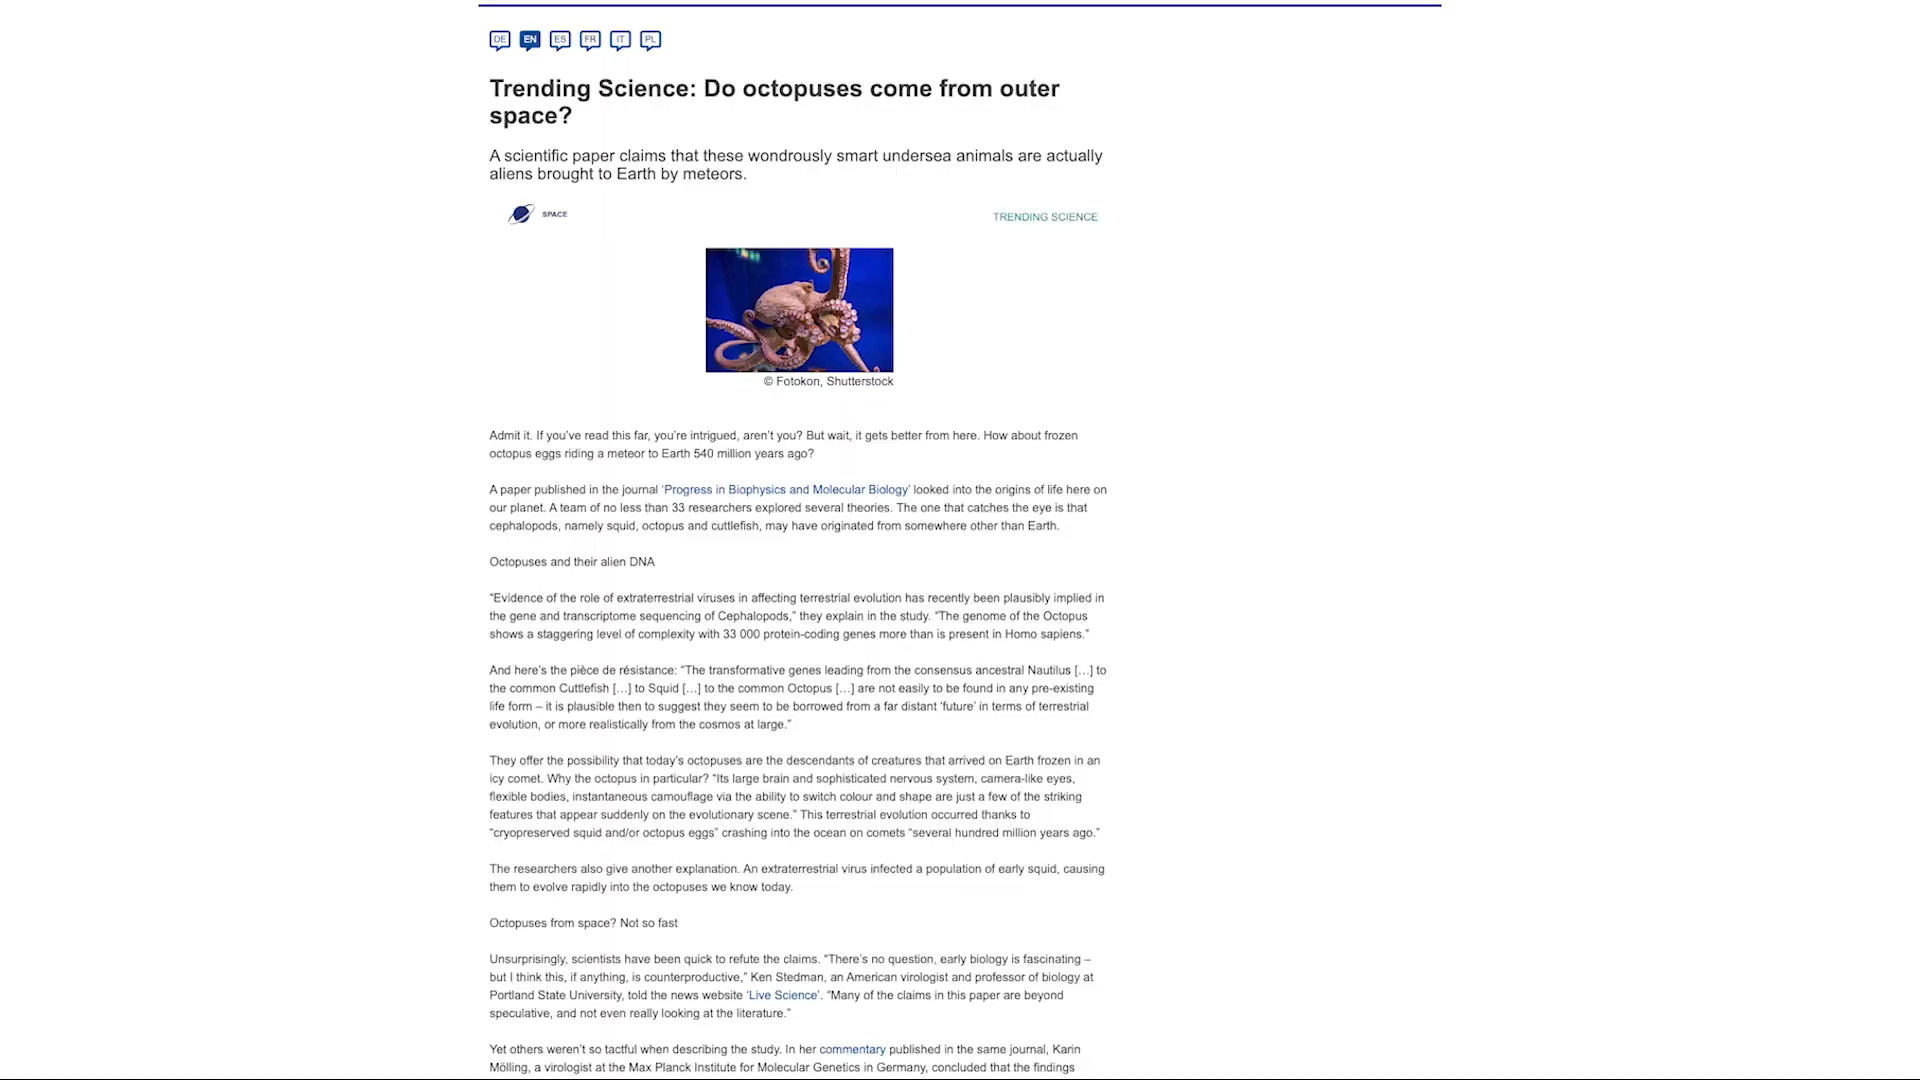 DE EN ES FR IT PL
Trending Science: Do octopuses come from outer
space?
A scientific paper claims that these wondrously smart undersea animals are actually
aliens brought to Earth by meteors.
SPACE
TRENDING SCIENCE
© Fotokon, Shutterstock
Admit it. If you’ve read this far, you’re intrigued, aren’t you? But wait, it gets better from here. How about frozen
octopus eggs riding a meteor to Earth 540 million years ago?
A paper published in the journal ‘Progress in Biophysics and Molecular Biology’ looked into the origins of life here on
our planet. A team of no less than 33 researchers explored several theories. The one that catches the eye is that
cephalopods, namely squid, octopus and cuttlefish, may have originated from somewhere other than Earth.
Octopuses and their alien DNA
“Evidence of the role of extraterrestrial viruses in affecting terrestrial evolution has recently been plausibly implied in
the gene and transcriptome sequencing of Cephalopods,” they explain in the study. “The genome of the Octopus
shows a staggering level of complexity with 33 000 protein-coding genes more than is present in Homo sapiens.”
And here’s the pièce de résistance: “The transformative genes leading from the consensus ancestral Nautilus […] to
the common Cuttlefish […] to Squid […] to the common Octopus […] are not easily to be found in any pre-existing
life form – it is plausible then to suggest they seem to be borrowed from a far distant ‘future’ in terms of terrestrial
evolution, or more realistically from the cosmos at large.”
They offer the possibility that today’s octopuses are the descendants of creatures that arrived on Earth frozen in an
icy comet. Why the octopus in particular? “Its large brain and sophisticated nervous system, camera-like eyes,
flexible bodies, instantaneous camouflage via the ability to switch colour and shape are just a few of the striking
features that appear suddenly on the evolutionary scene.” This terrestrial evolution occurred thanks to
“cryopreserved squid and/or octopus eggs” crashing into the ocean on comets “several hundred million years ago.”
The researchers also give another explanation. An extraterrestrial virus infected a population of early squid, causing
them to evolve rapidly into the octopuses we know today.
Octopuses from space? Not so fast
Unsurprisingly, scientists have been quick to refute the claims. “There’s no question, early biology is fascinating –
but I think this, if anything, is counterproductive,” Ken Stedman, an American virologist and professor of biology at
Portland State University, told the news website ‘Live Science’. “Many of the claims in this paper are beyond
speculative, and not even really looking at the literature.”
Yet others weren’t so tactful when describing the study. In her commentary published in the same journal, Karin
Mölling, a virologist at the Max Planck Institute for Molecular Genetics in Germany, concluded that the findings